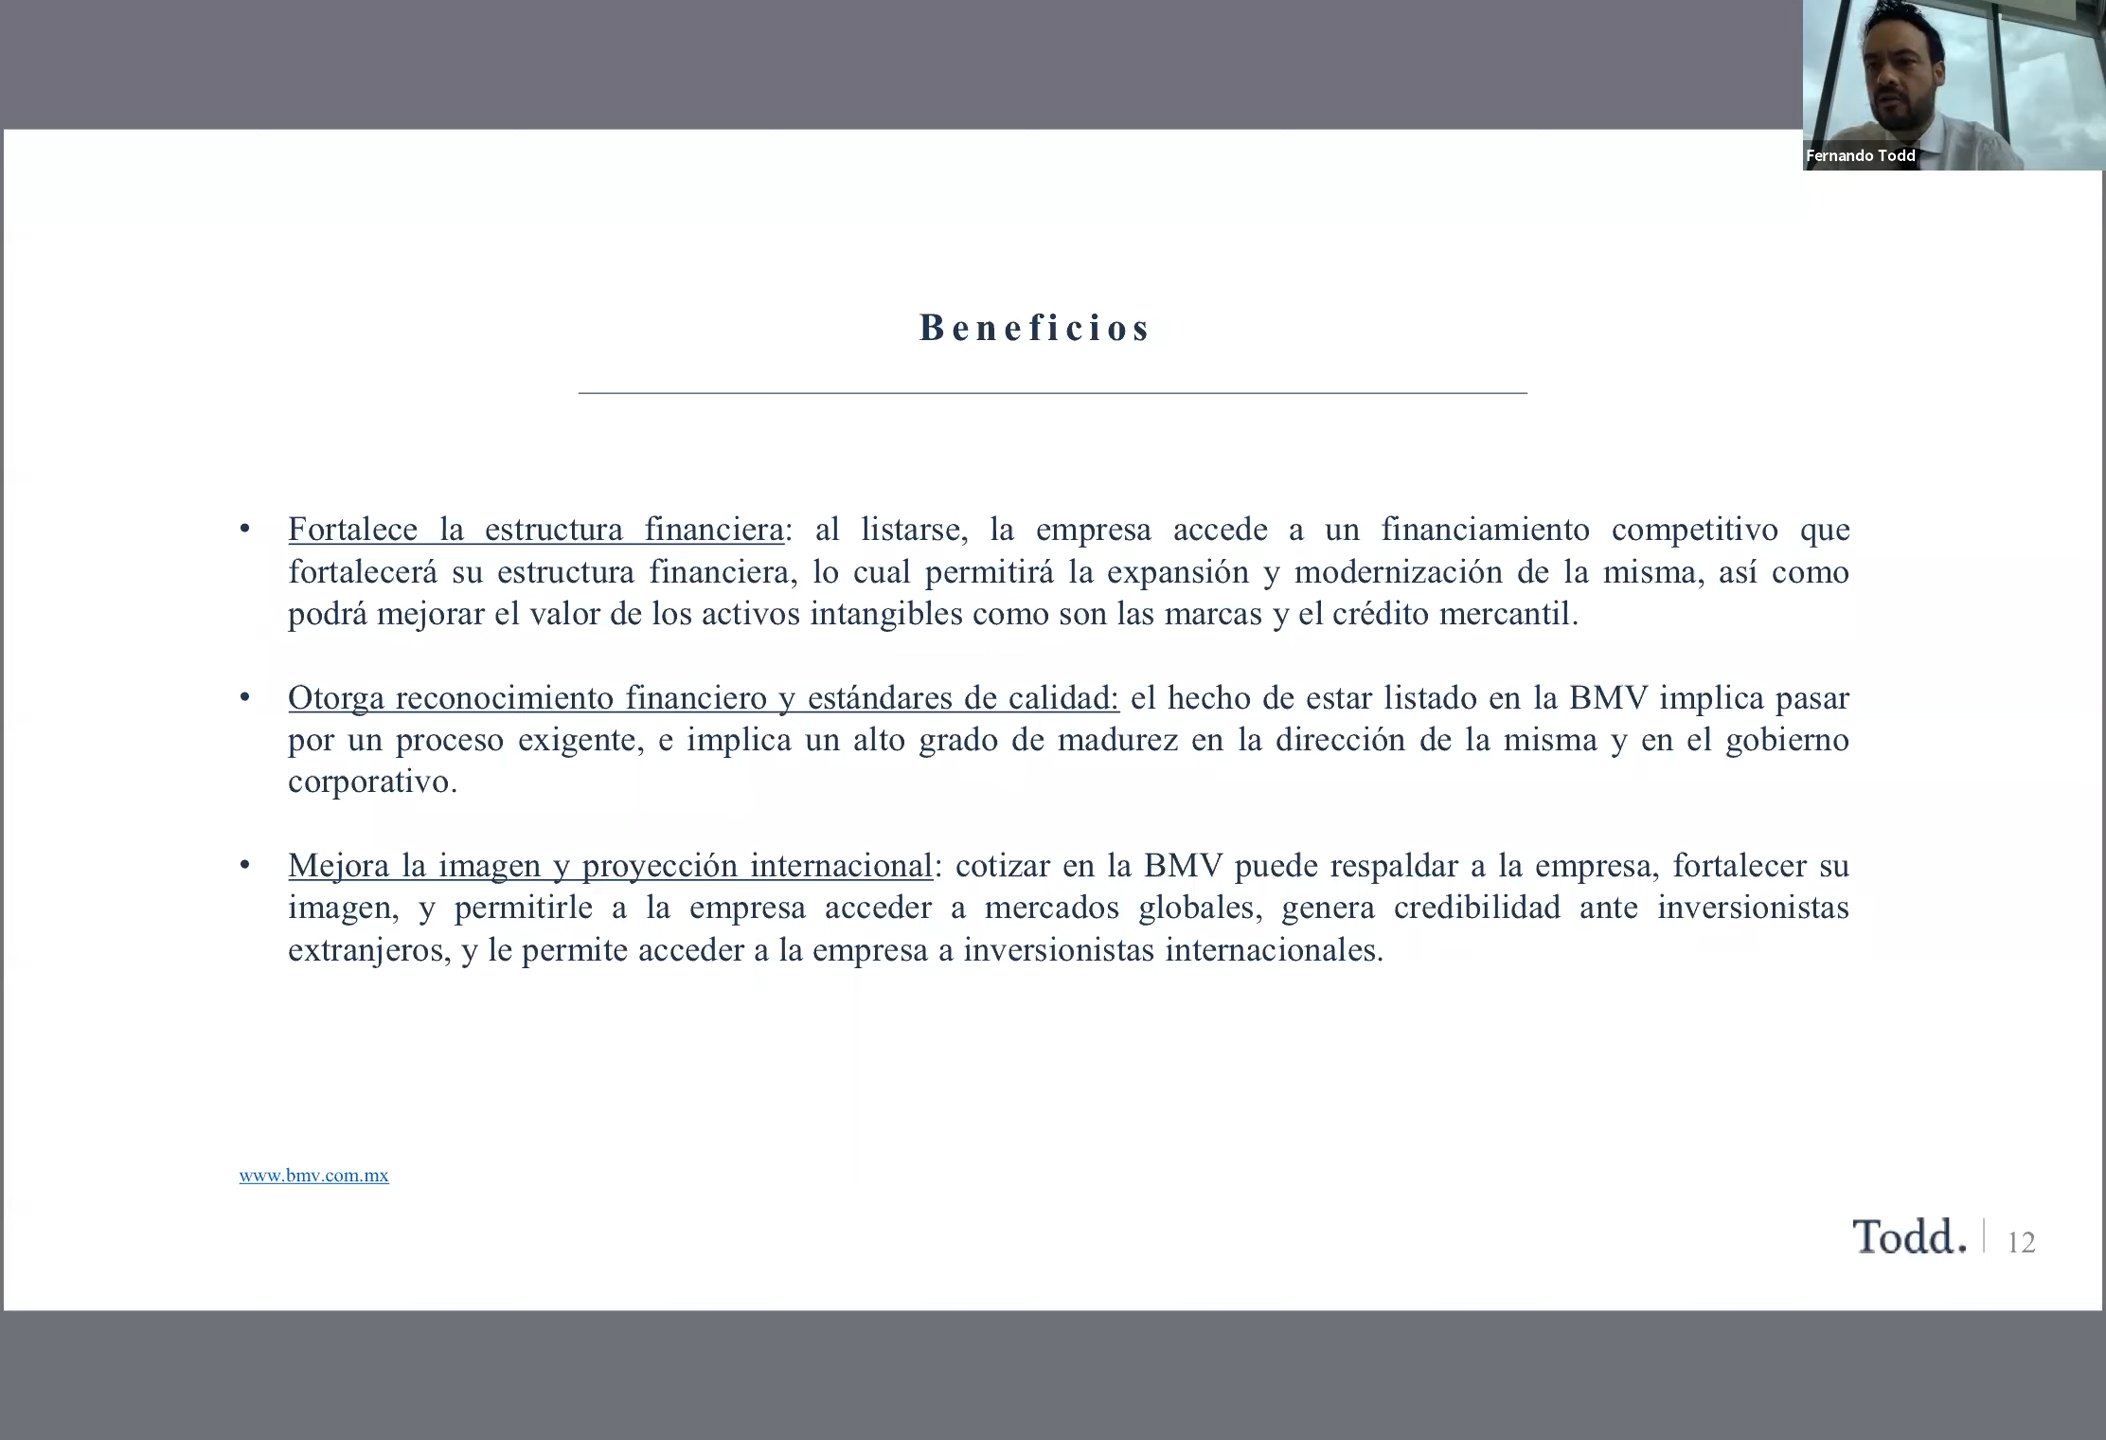 Fernando Todd
Beneficios
• Fortalece la estructura financiera: al listarse, la empresa accede a un financiamiento competitivo que
fortalecerá su estructura financiera, lo cual permitirá la expansión y modernización de la misma, así como
podrá mejorar el valor de los activos intangibles como son las marcas y el crédito mercantil.
• Otorga reconocimiento financiero y estándares de calidad: el hecho de estar listado en la BMV implica pasar
por un proceso exigente, e implica un alto grado de madurez en la dirección de la misma y en el gobierno
corporativo.
• Mejora la imagen y proyección internacional: cotizar en la BMV puede respaldar a la empresa, fortalecer su
imagen, y permitirle a la empresa acceder a mercados globales, genera credibilidad ante inversionistas
extranjeros, y le permite acceder a la empresa a inversionistas internacionales.
www.bmv.com.mx
Todd. | 12